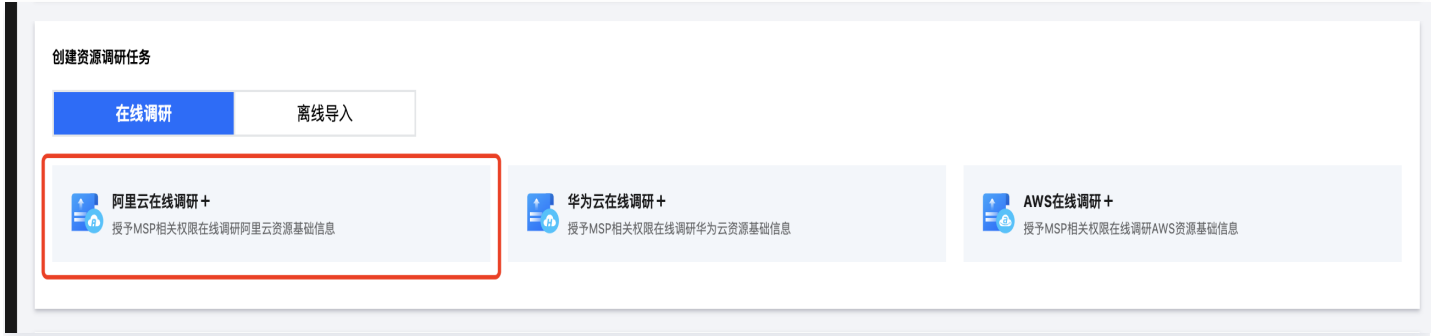 创建资源调研任务
在线调研 离线导入
阿里云在线调研+ 华为云在线调研+ AWS在线调研+
授予MSP相关权限在线调研阿里云资源基础信息 授予MSP相关权限在线调研华为云资源基础信息 授予MSP相关权限在线调研AWS资源基础信息